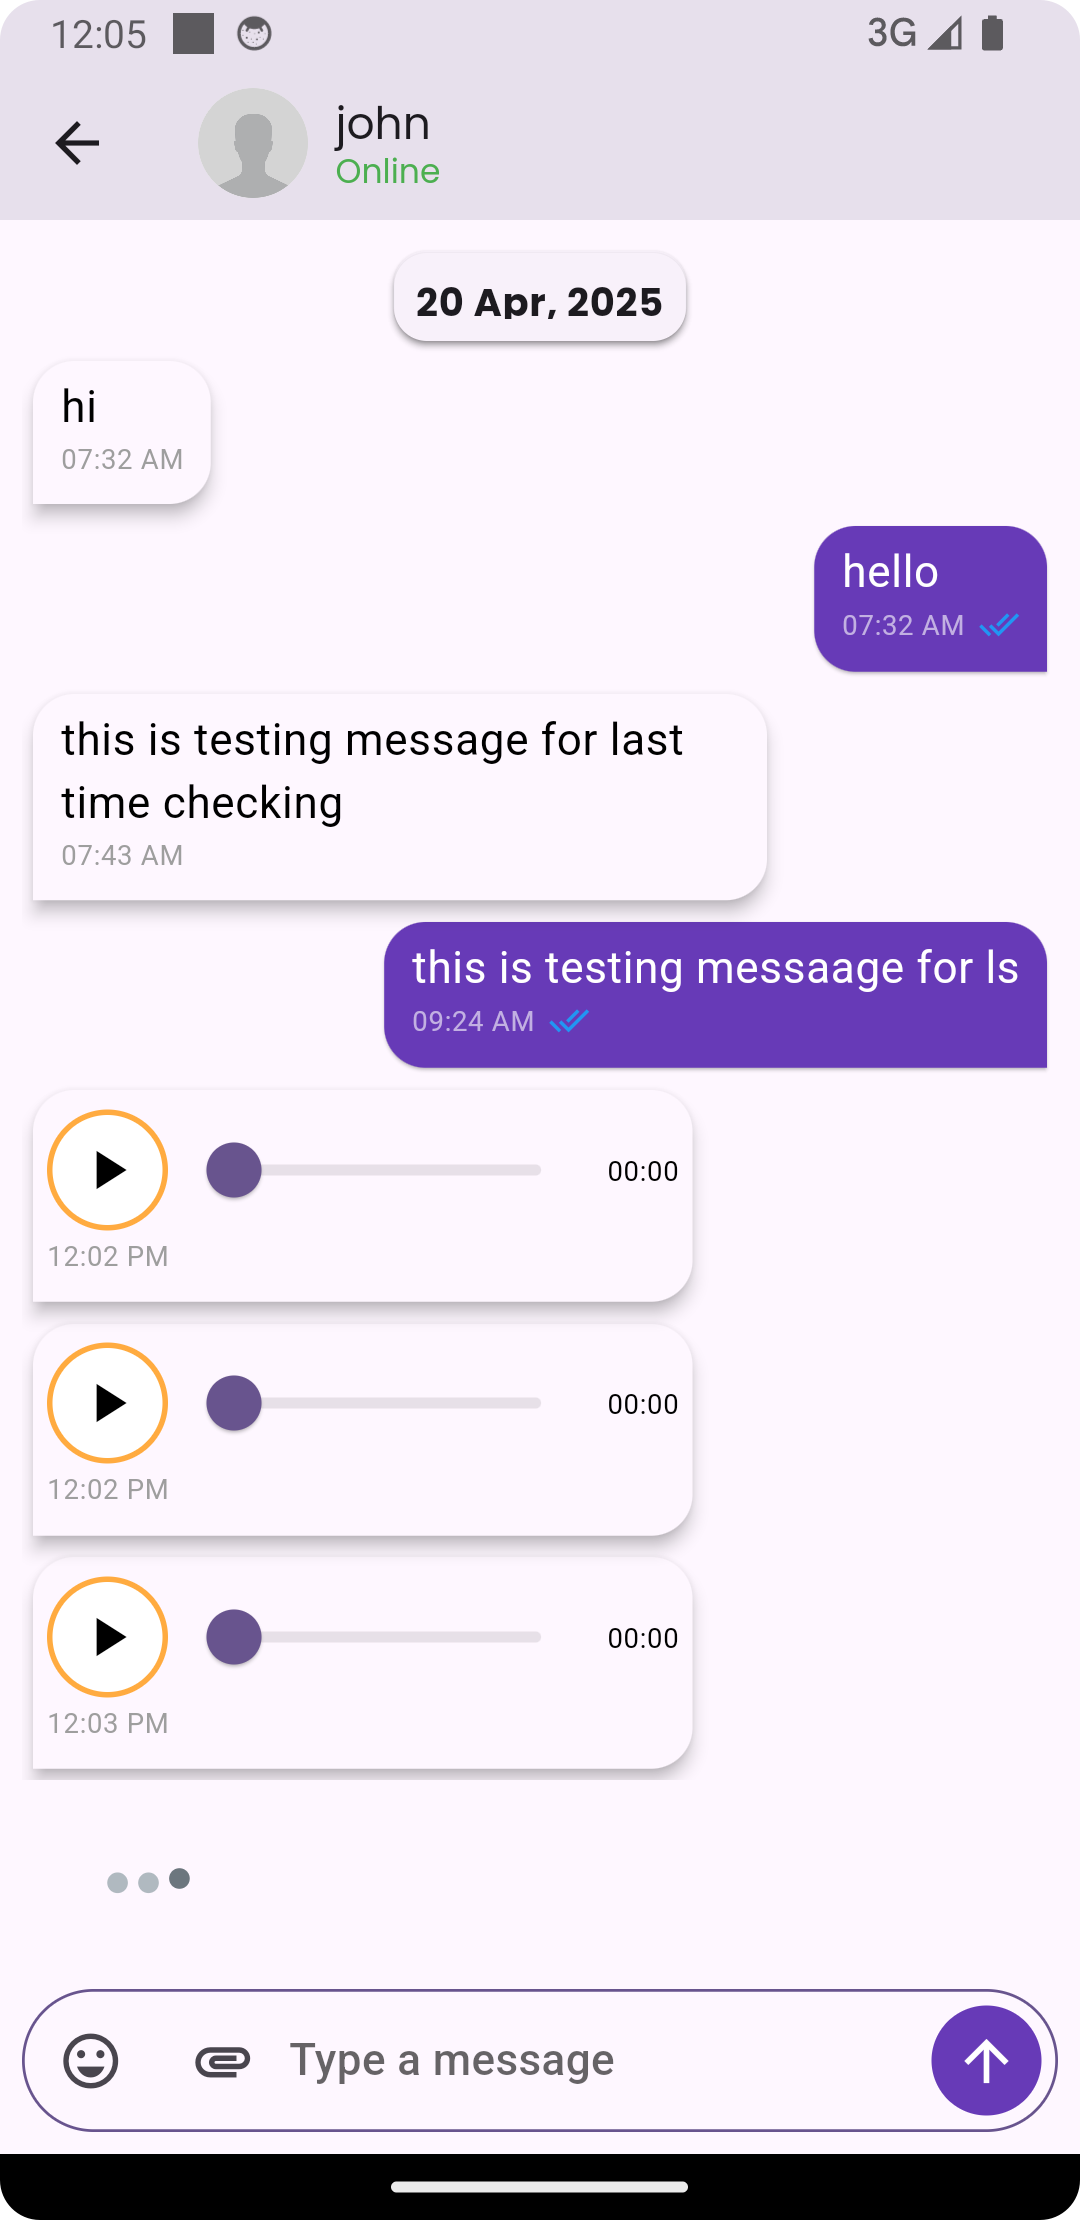 12:05
3G
john
Online
20 Apr, 2025
hi
07:32 AM
hello
07:32 AM
this is testing message for last
time checking
07:43 AM
this is testing messaage for ls
09:24 AM
00:00
12:02 PM
00:00
12:02 PM
00:00
12:03 PM
Type a message